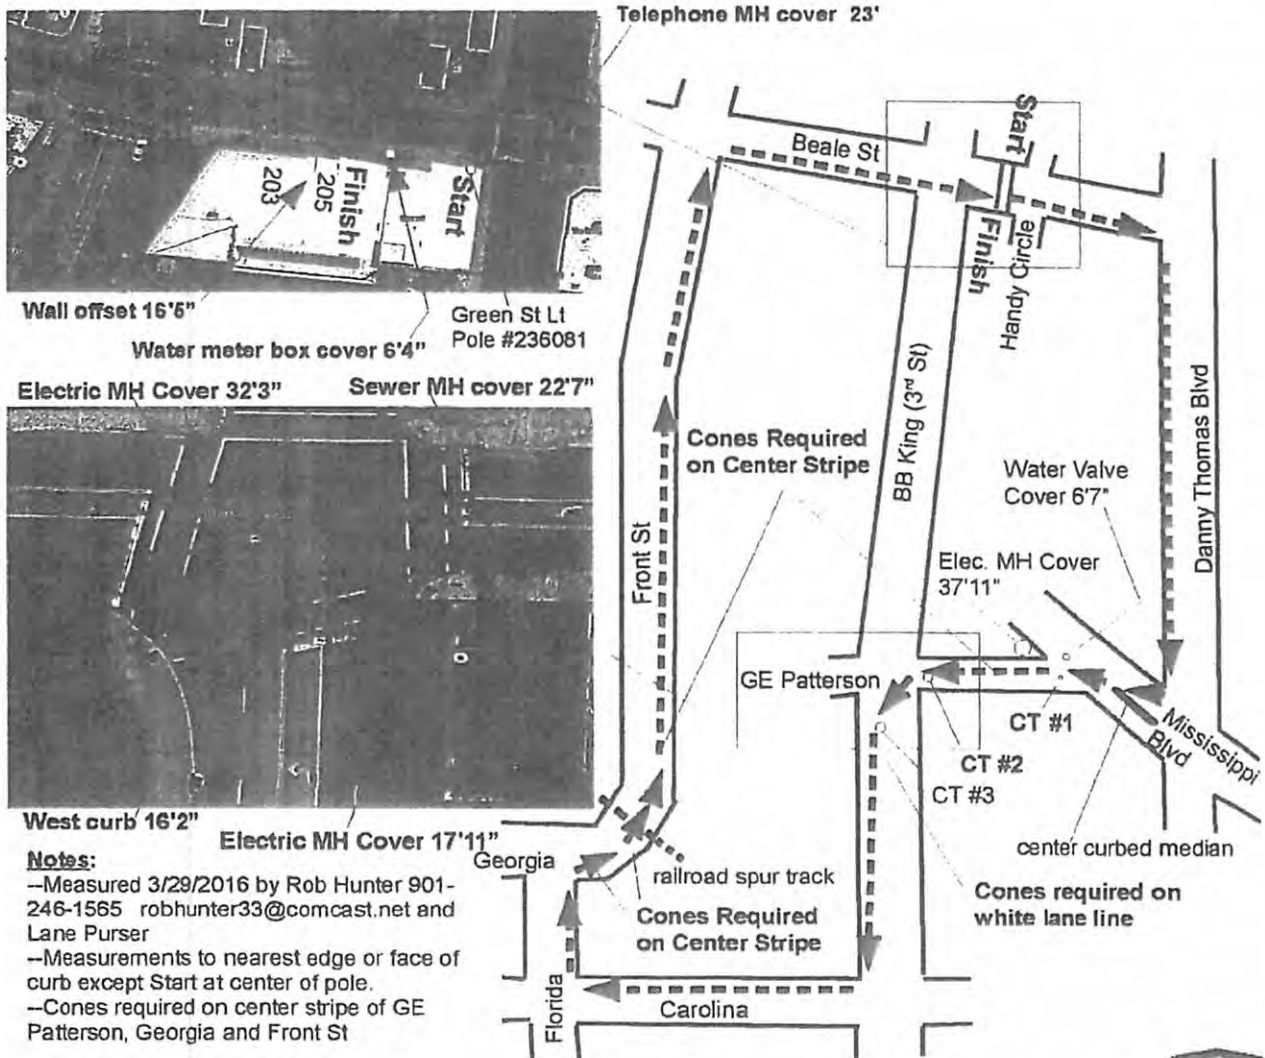 Telephone MH cover 23'
Start
Finish
205
203
Wall offset 16'5"
Water meter box cover 6'4"
Green St Lt
Pole #236081
Electric MH Cover 32'3"
Sewer MH cover 22'7"
West curb 16'2"
Electric MH Cover 17'11"
Notes:
--Measured 3/29/2016 by Rob Hunter 901-
246-1565 robhunter33@comcast.net and
Lane Purser
--Measurements to nearest edge or face of
curb except Start at center of pole.
--Cones required on center stripe of GE
Patterson, Georgia and Front St
Beale St
Start
Finish
Handy Circle
Danny Thomas Blvd
BB King (3rd St)
Front St
Cones Required
on Center Stripe
Water Valve
Cover 6'7"
Elec. MH Cover
37'11"
GE Patterson
CT #1
CT #2
CT #3
Mississippi
Blvd
center curbed median
Cones required on
white lane line
Georgia
railroad spur track
Cones Required
on Center Stripe
Florida
Carolina